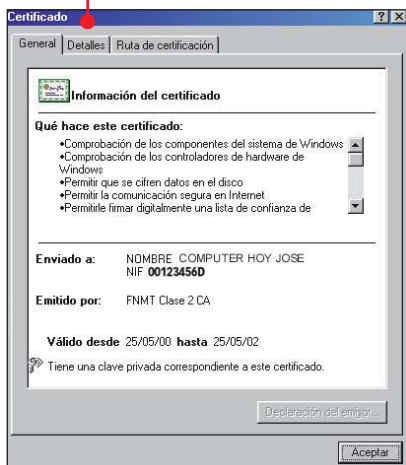 Certificado
General Detalles Ruta de certificación
Información del certificado
Qué hace este certificado:
•Comprobación de los componentes del sistema de Windows
•Comprobación de los controladores de hardware de
Windows
•Permitir que se cifren datos en el disco
•Permitir la comunicación segura en Internet
•Permitirle firmar digitalmente una lista de confianza de
Enviado a: NOMBRE COMPUTER HOY JOSE
NIF 00123456D
Emitido por: FNMT Clase 2 CA
Válido desde 25/05/00 hasta 25/05/02
Tiene una clave privada correspondiente a este certificado.
Declaración del emisor...
Aceptar